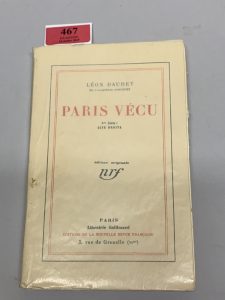 467
LÉON DAUDET
DE L'ACADÉMIE GONCOURT
PARIS VÉCU
RIVE DROITE
édition originale
nrf
PARIS
Librairie Gallimard
ÉDITIONS DE LA NOUVELLE REVUE FRANÇAISE
3, rue de Grenelle (VIme)